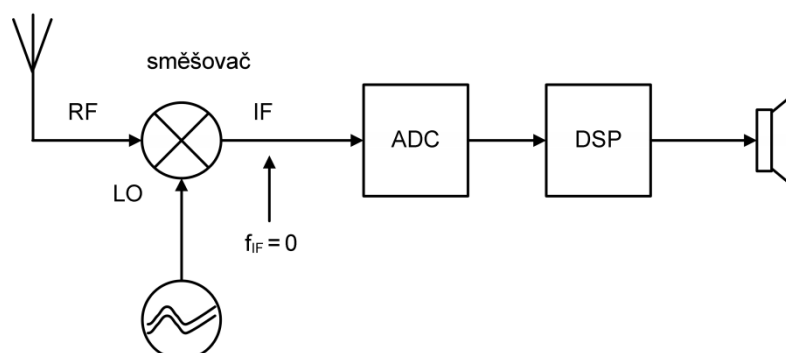 směšovač
RF
IF
ADC
DSP
LO
f_IF = 0